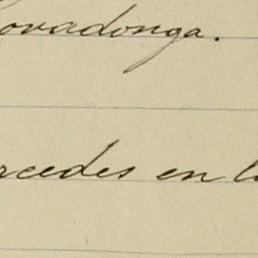 ovadonga.
rcedes en l